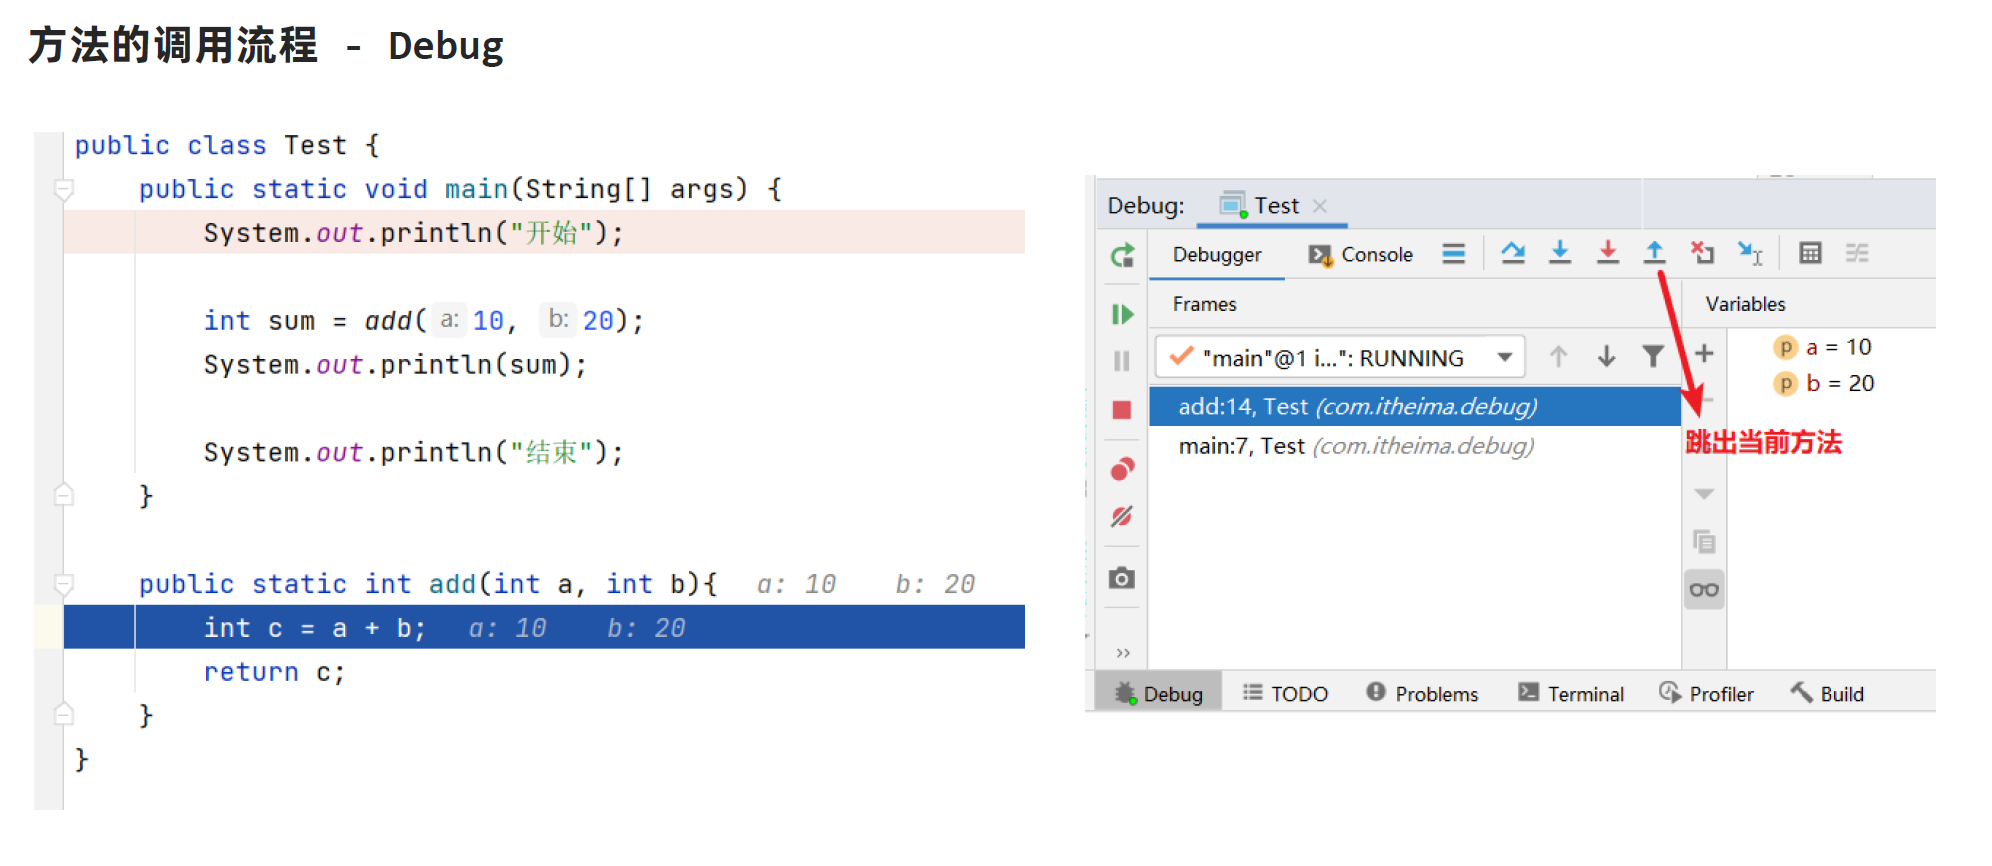 方法的调用流程 - Debug
public class Test {
public static void main(String[] args) {
System.out.println("开始");
int sum = add( a: 10, b: 20);
System.out.println(sum);
System.out.println("结束");
}
public static int add(int a, int b){ a: 10 b: 20
int c = a + b; a: 10 b: 20
return c;
}
}
Debug: Test
Debugger Console
Frames Variables
"main"@1 i...": RUNNING
p a = 10
p b = 20
add:14, Test (com.itheima.debug)
main:7, Test (com.itheima.debug)
跳出当前方法
Debug TODO Problems Terminal Profiler Build